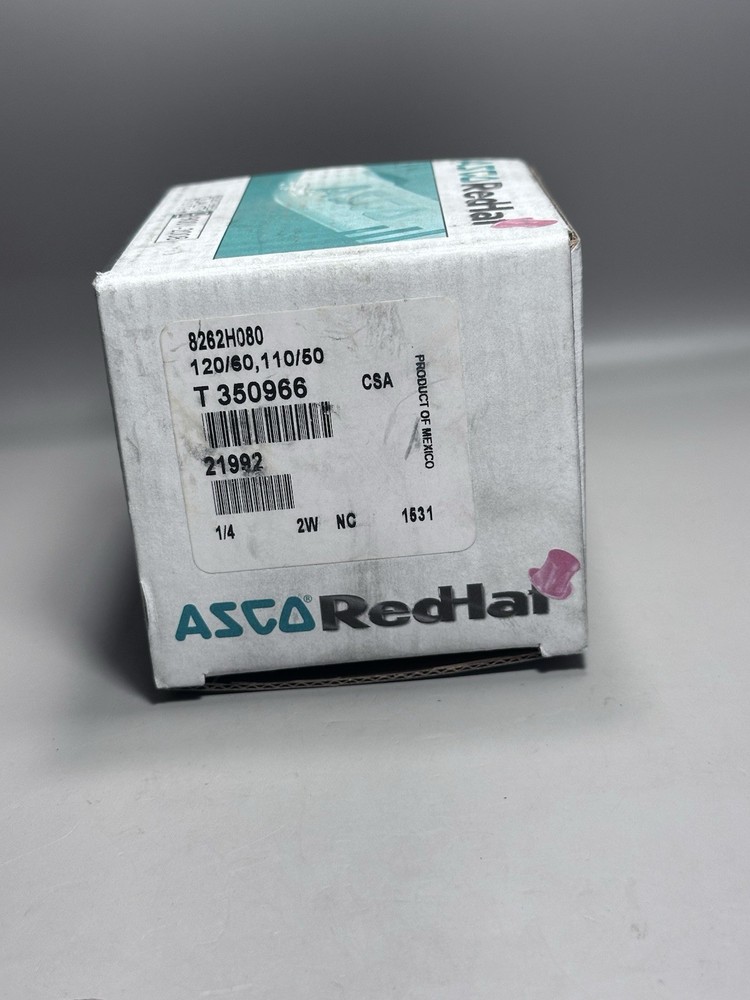 ASCO RedHat
8262H080
120/60,110/50
T 350966
CSA
PRODUCT OF MEXICO
21992
1/4 2W NC 1531
ASCO® RedHat